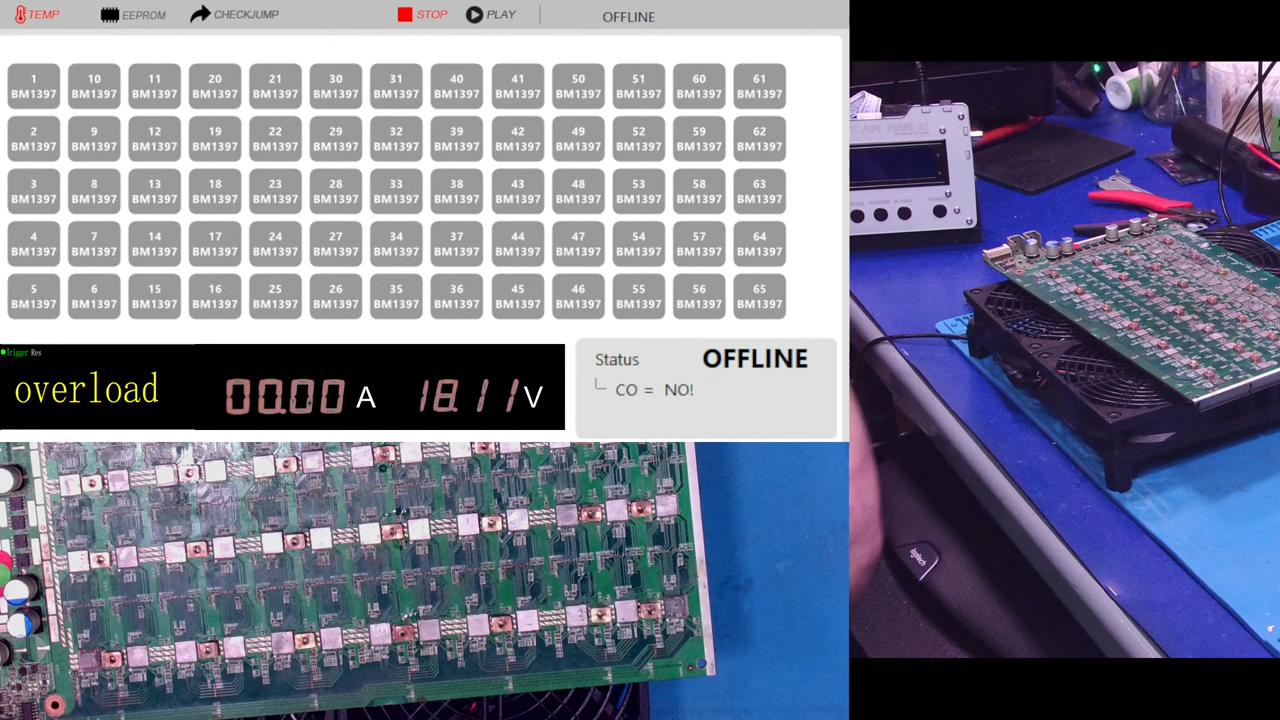 TEMP EEPROM CHECKJUMP STOP PLAY OFFLINE
1 10 11 20 21 30 31 40 41 50 51 60 61
BM1397 BM1397 BM1397 BM1397 BM1397 BM1397 BM1397 BM1397 BM1397 BM1397 BM1397 BM1397 BM1397
2 9 12 19 22 29 32 39 42 49 52 59 62
BM1397 BM1397 BM1397 BM1397 BM1397 BM1397 BM1397 BM1397 BM1397 BM1397 BM1397 BM1397 BM1397
3 8 13 18 23 28 33 38 43 48 53 58 63
BM1397 BM1397 BM1397 BM1397 BM1397 BM1397 BM1397 BM1397 BM1397 BM1397 BM1397 BM1397 BM1397
4 7 14 17 24 27 34 37 44 47 54 57 64
BM1397 BM1397 BM1397 BM1397 BM1397 BM1397 BM1397 BM1397 BM1397 BM1397 BM1397 BM1397 BM1397
5 6 15 16 25 26 35 36 45 46 55 56 65
BM1397 BM1397 BM1397 BM1397 BM1397 BM1397 BM1397 BM1397 BM1397 BM1397 BM1397 BM1397 BM1397
Trigger Res
overload 00.00 A 18.11 V
Status OFFLINE
CO = NO!
logitech